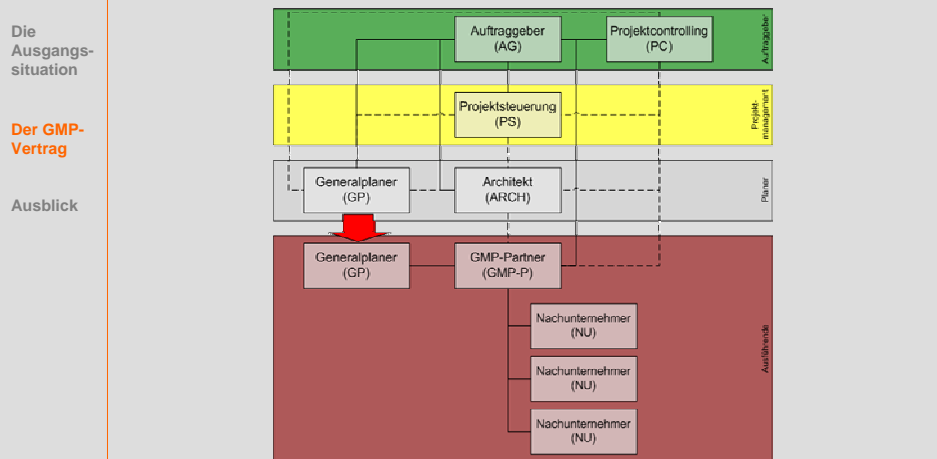 Die
Ausgangs-
situation
Der GMP-
Vertrag
Ausblick
Auftraggeber
(AG)
Projektcontrolling
(PC)
Auftraggeber
Projektsteuerung
(PS)
Projekt-
management
Generalplaner
(GP)
Architekt
(ARCH)
Planer
Generalplaner
(GP)
GMP-Partner
(GMP-P)
Nachunternehmer
(NU)
Nachunternehmer
(NU)
Nachunternehmer
(NU)
Ausführende